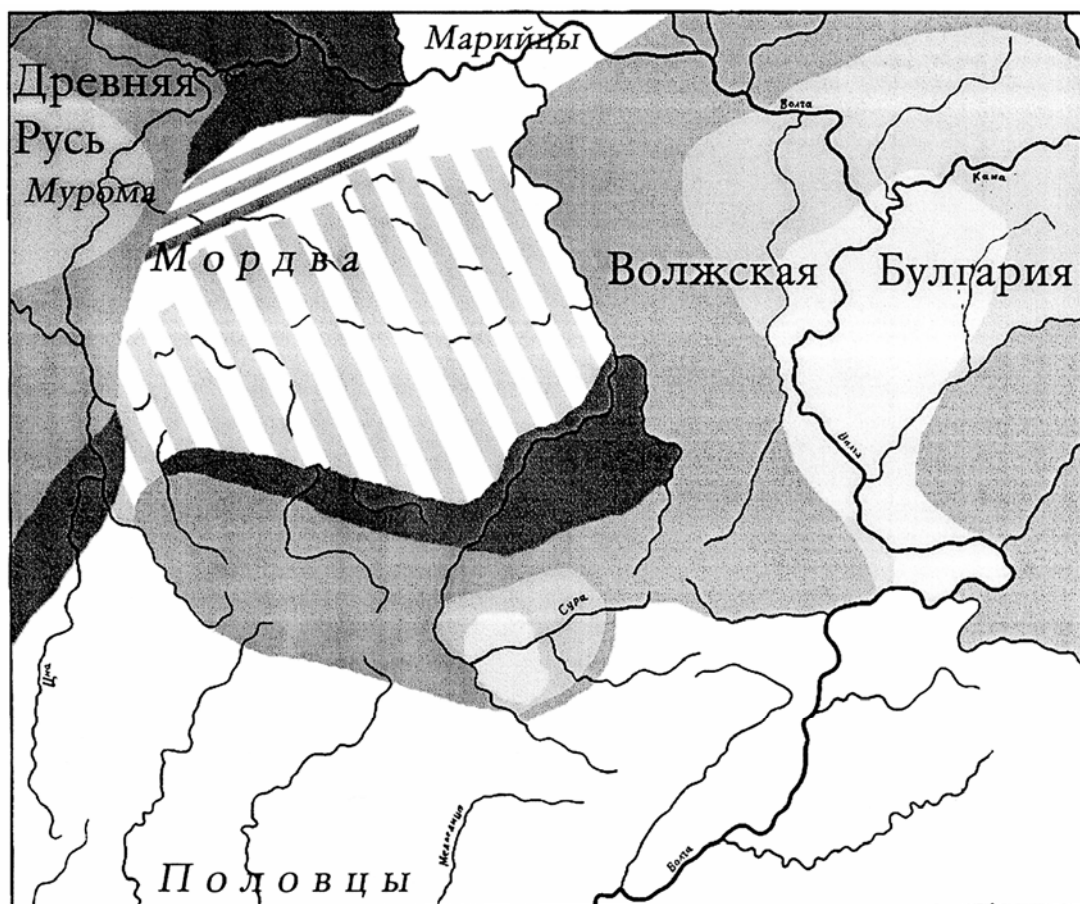 Марийцы
Древняя
Русь
Мурома
Волга
Кама
Мордва
Волжская Булгария
Волга
Сура
Цна
Медведица
Волга
Половцы